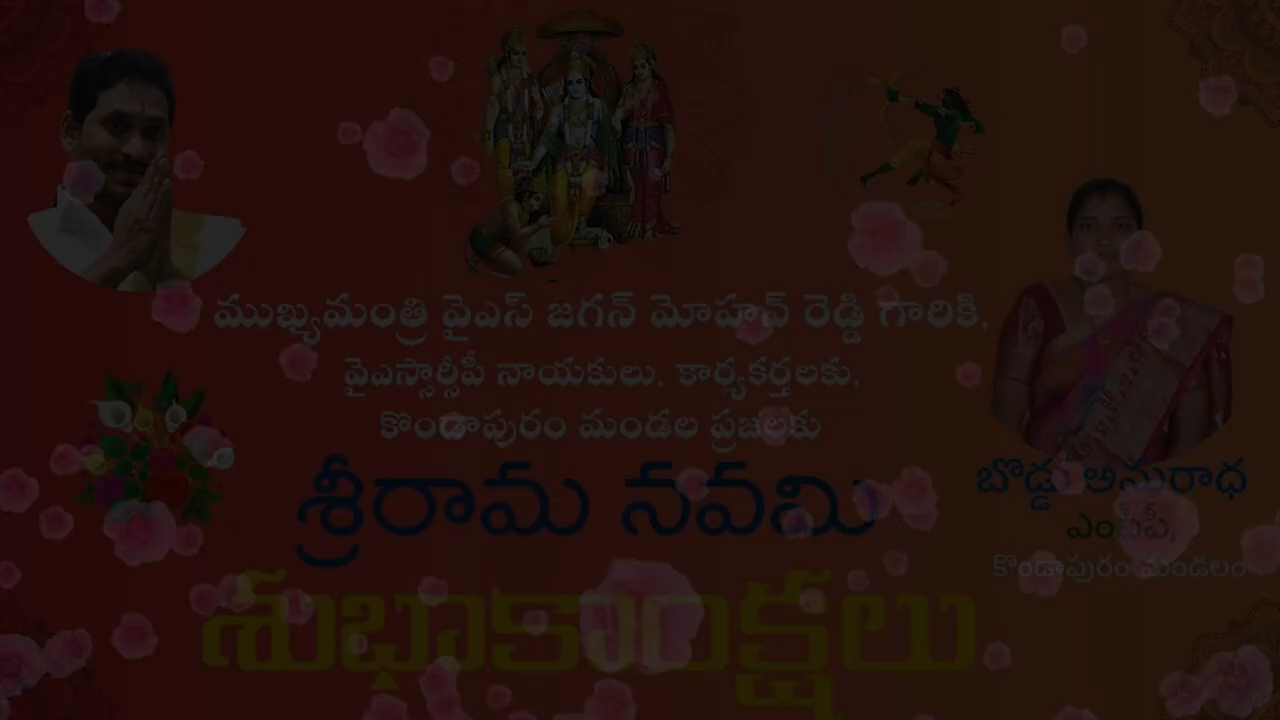 ముఖ్యమంత్రి వైఎస్ జగన్ మోహన్ రెడ్డి గారికి,
వైఎస్సార్సీపీ నాయకులు, కార్యకర్తలకు,
కొండాపురం మండల ప్రజలకు
శ్రీరామ నవమి
శుభాకాంక్షలు.
బొడ్డు అనురాధ
ఎంపీపీ,
కొండాపురం మండలం